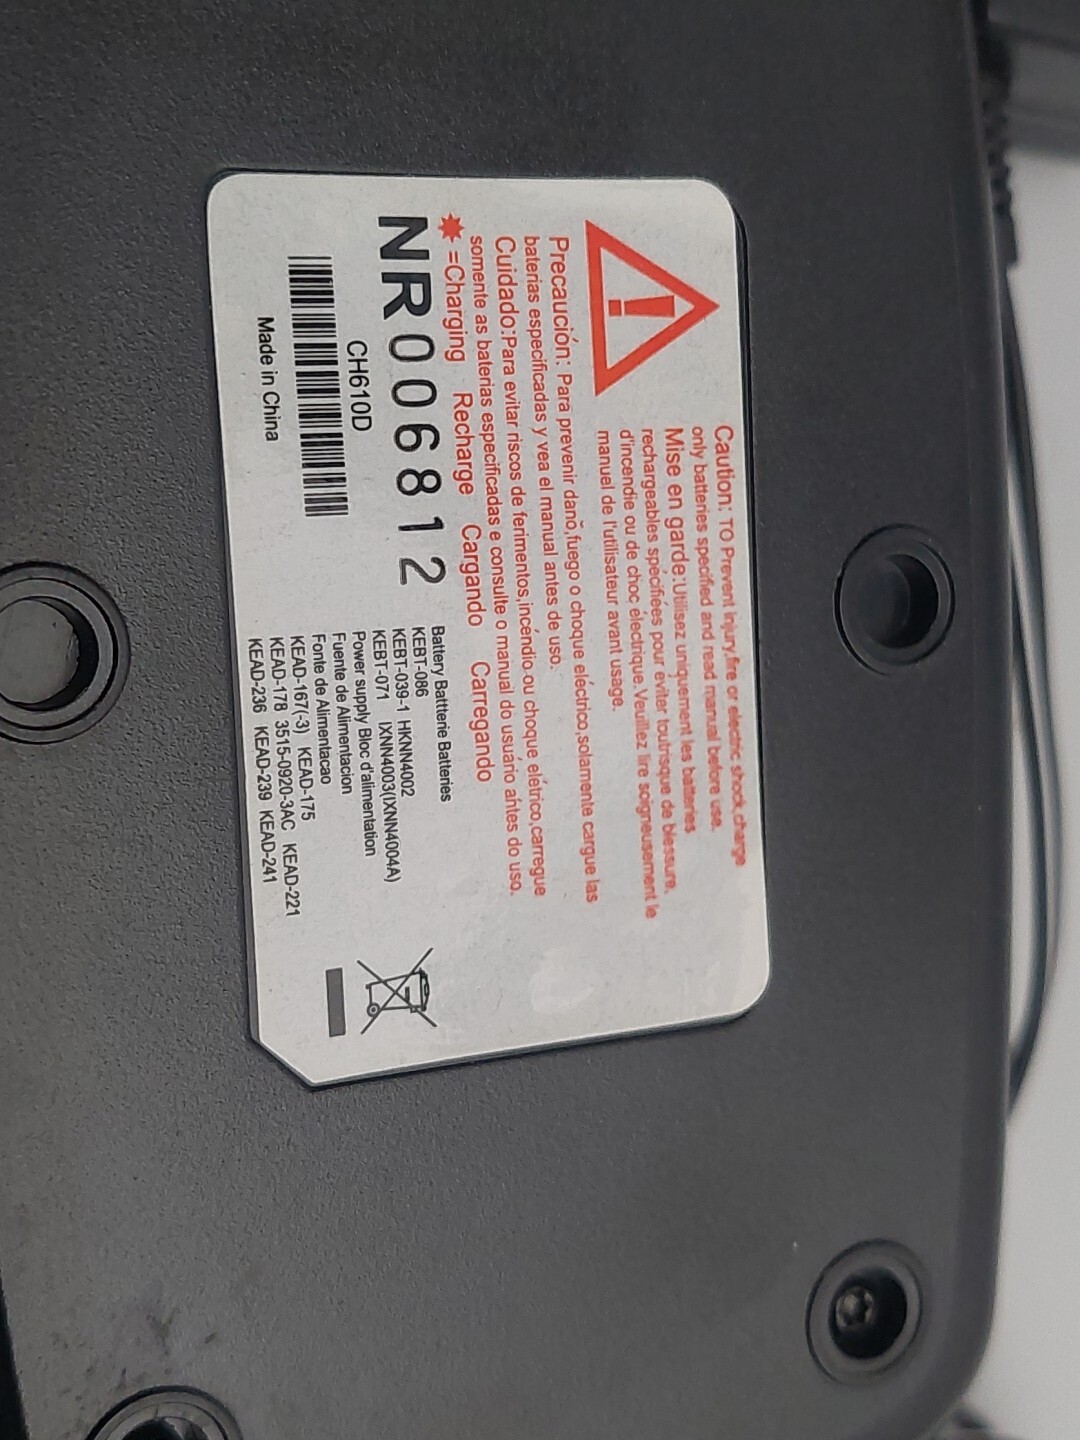 Caution: TO Prevent injury,fire or electric shock,charge
only batteries specified and read manual before use.
Mise en garde:Utilisez uniquement les batteries
rechargeables spécifiées pour eviter toutrisque de blessure,
d'incendie ou de choc électrique.Veuillez lire soigneusement le
manuel de l'utilisateur avant usage.
Precaución: Para prevenir danõ,fuego o choque eléctrico,solamente cargue las
baterias especificadas y vea el manual antes de uso.
Cuidado:Para evitar riscos de ferimentos,incéndio ou choque elétrico,carregue
somente as baterias especificadas e consulte o manual do usuário antes do uso.
=Charging Recharge Cargando Carregando
NR006812
CH610D
Made in China
Battery Battterie Batteries
KEBT-086
KEBT-039-1 HKNN4002
KEBT-071 IXNN4003(IXNN4004A)
Power supply Bloc d'alimentation
Fuente de Alimentacion
Fonte de Alimentacao
KEAD-167(-3) KEAD-175
KEAD-178 3515-0920-3AC KEAD-221
KEAD-236 KEAD-239 KEAD-241